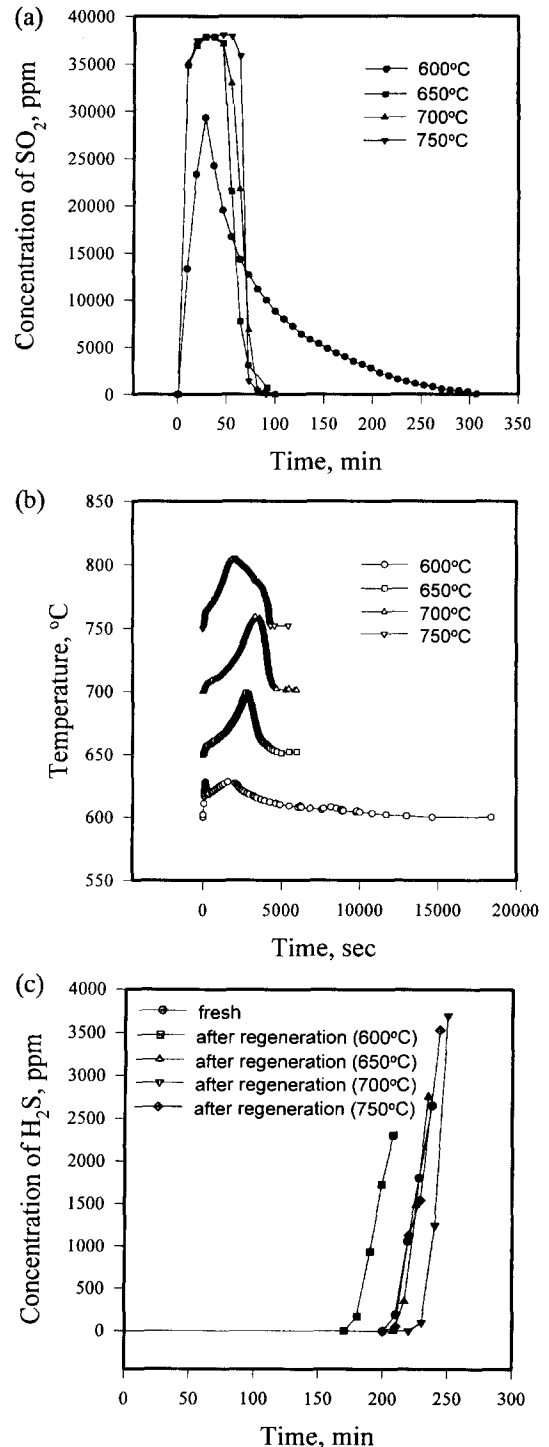 (a)
40000
35000
30000
25000
20000
15000
10000
5000
0
Concentration of SO₂, ppm
600°C
650°C
700°C
750°C
0 50 100 150 200 250 300 350
Time, min
(b)
850
800
750
700
650
600
550
Temperature, °C
600°C
650°C
700°C
750°C
0 5000 10000 15000 20000
Time, sec
(c)
4000
3500
3000
2500
2000
1500
1000
500
0
Concentration of H₂S, ppm
fresh
after regeneration (600°C)
after regeneration (650°C)
after regeneration (700°C)
after regeneration (750°C)
0 50 100 150 200 250 300
Time, min